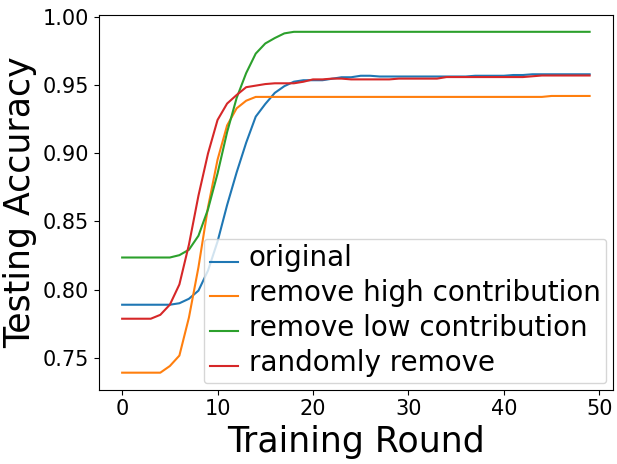 Testing Accuracy
1.00
0.95
0.90
0.85
0.80
0.75
original
remove high contribution
remove low contribution
randomly remove
0 10 20 30 40 50
Training Round